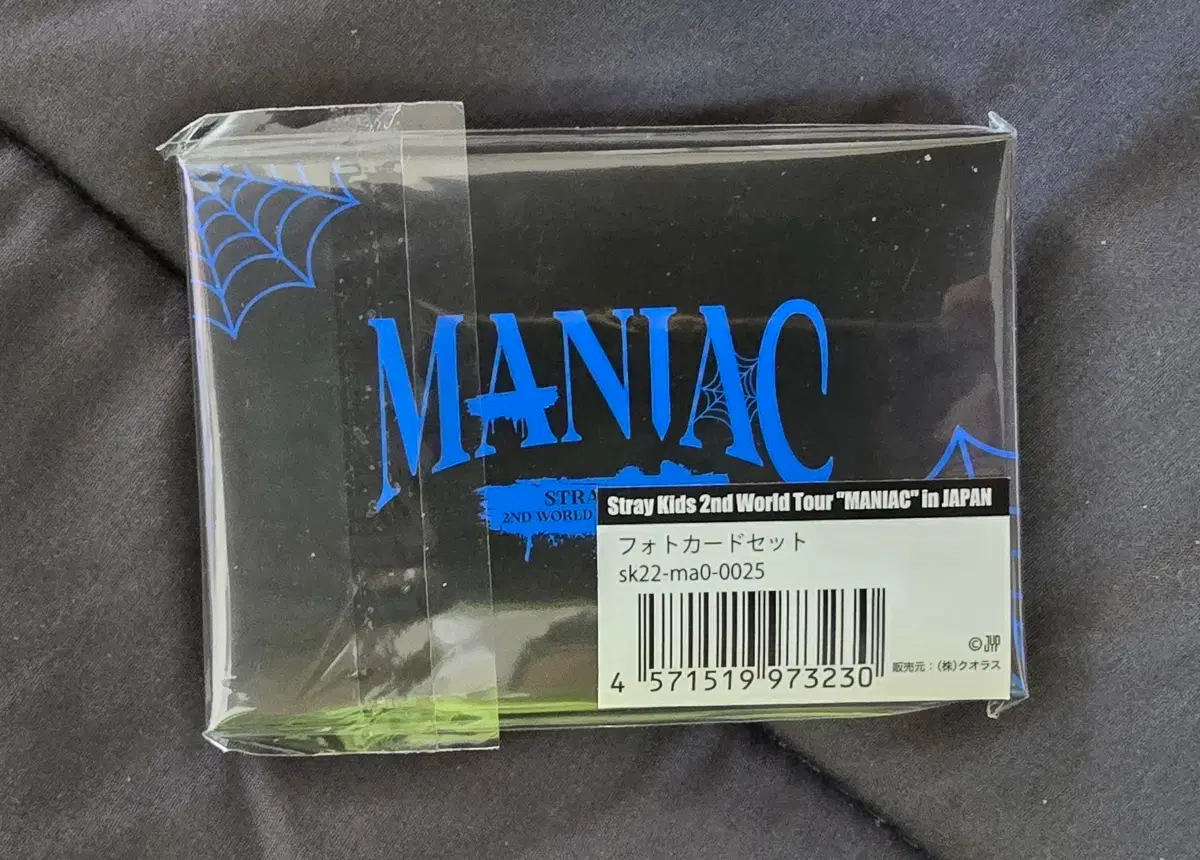 MANIAC
STRA
2ND WORLD
Stray Kids 2nd World Tour "MANIAC" in JAPAN
フォトカードセット
sk22-ma0-0025
4 571519 973230
© JYP
販売元：(株)クオラス